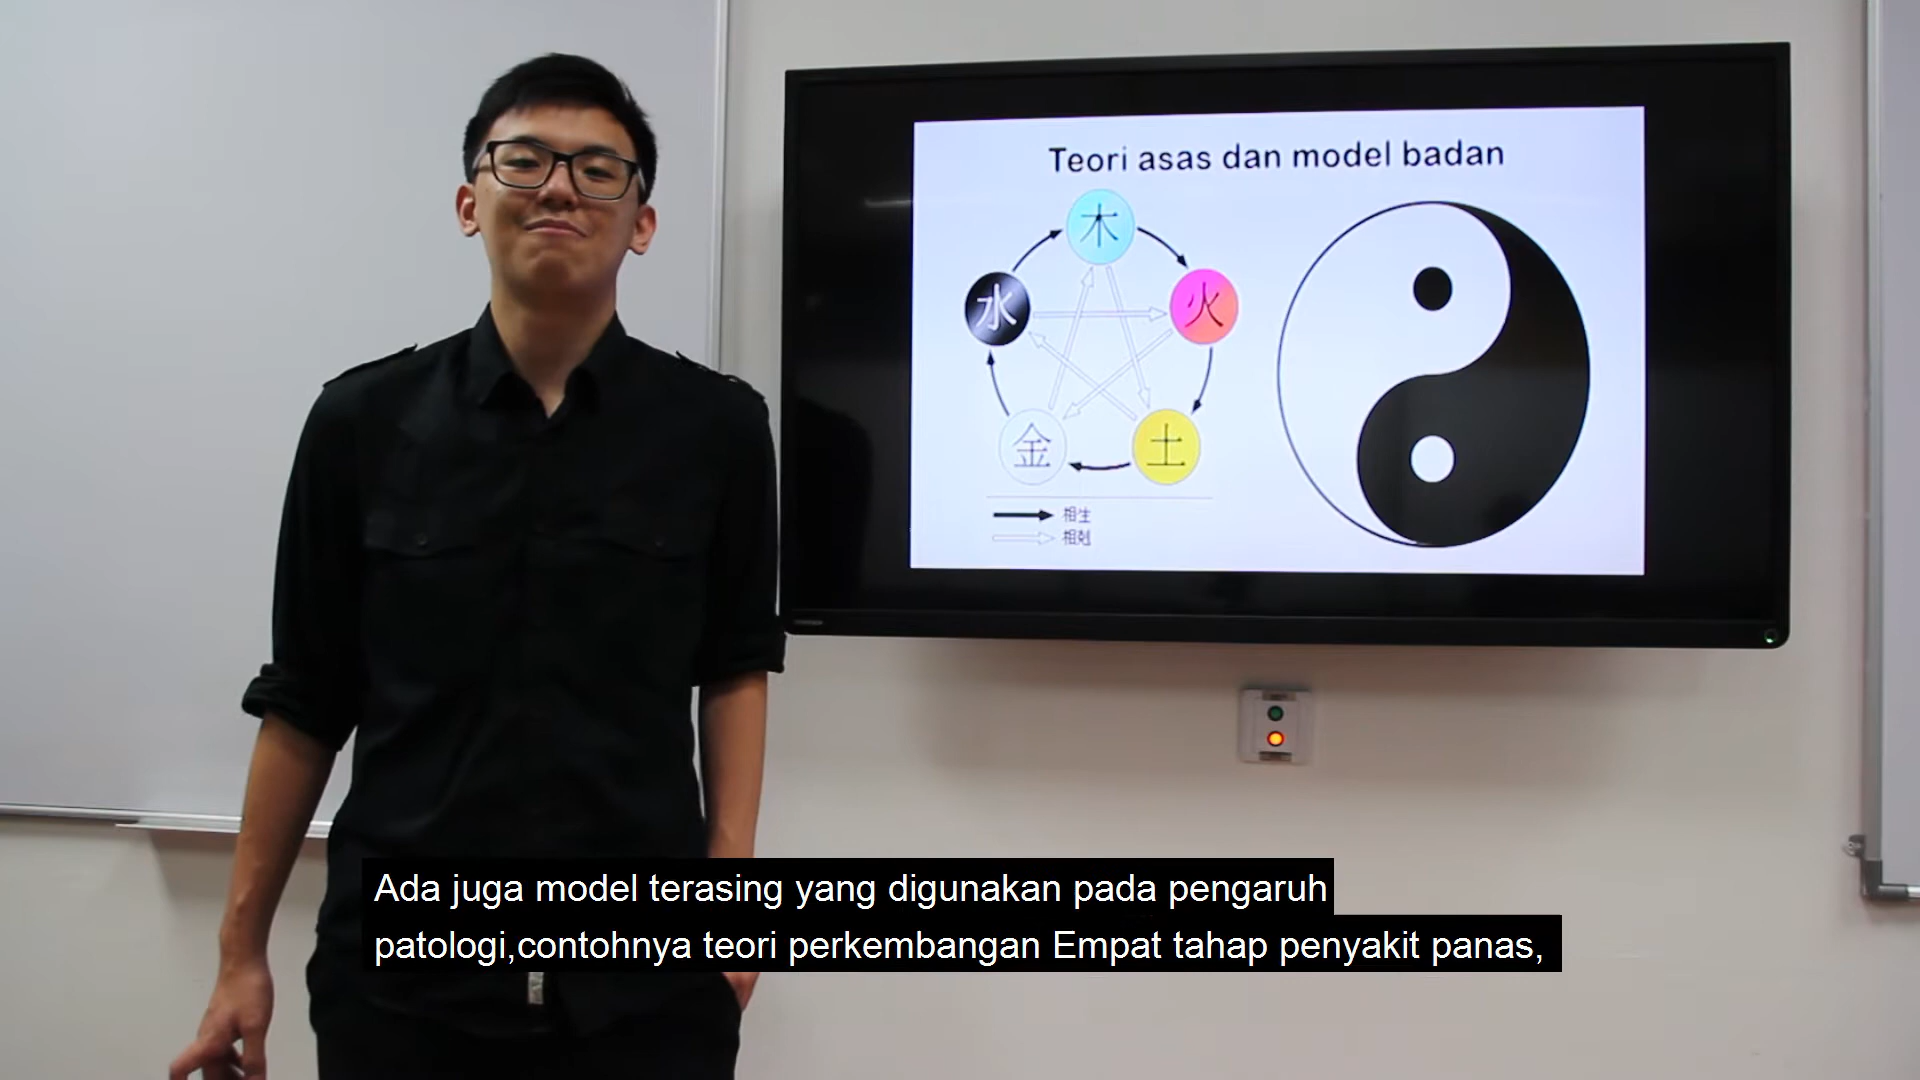 Teori asas dan model badan
木
水
火
金
土
相生
相剋
Ada juga model terasing yang digunakan pada pengaruh
patologi,contohnya teori perkembangan Empat tahap penyakit panas,